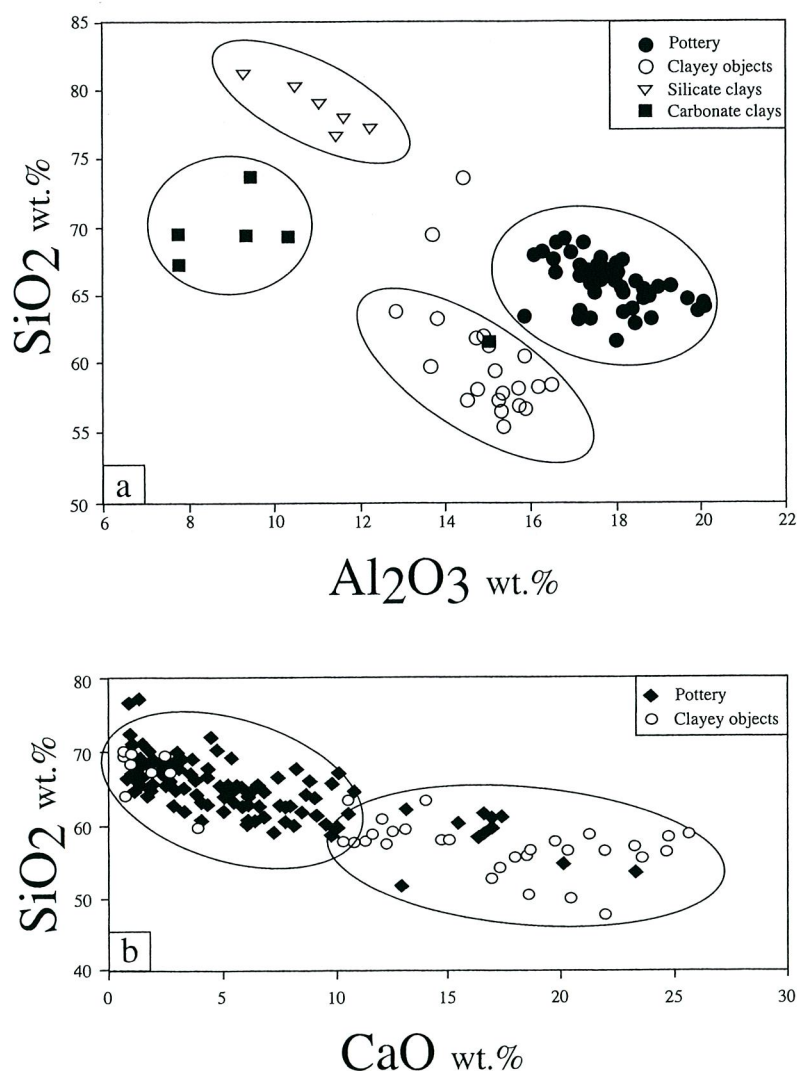 85
80
75
70
65
60
55
50
SiO2 wt.%
Pottery
Clayey objects
Silicate clays
Carbonate clays
a
6 8 10 12 14 16 18 20 22
Al2O3 wt.%
80
70
60
50
40
SiO2 wt.%
Pottery
Clayey objects
b
0 5 10 15 20 25 30
CaO wt.%